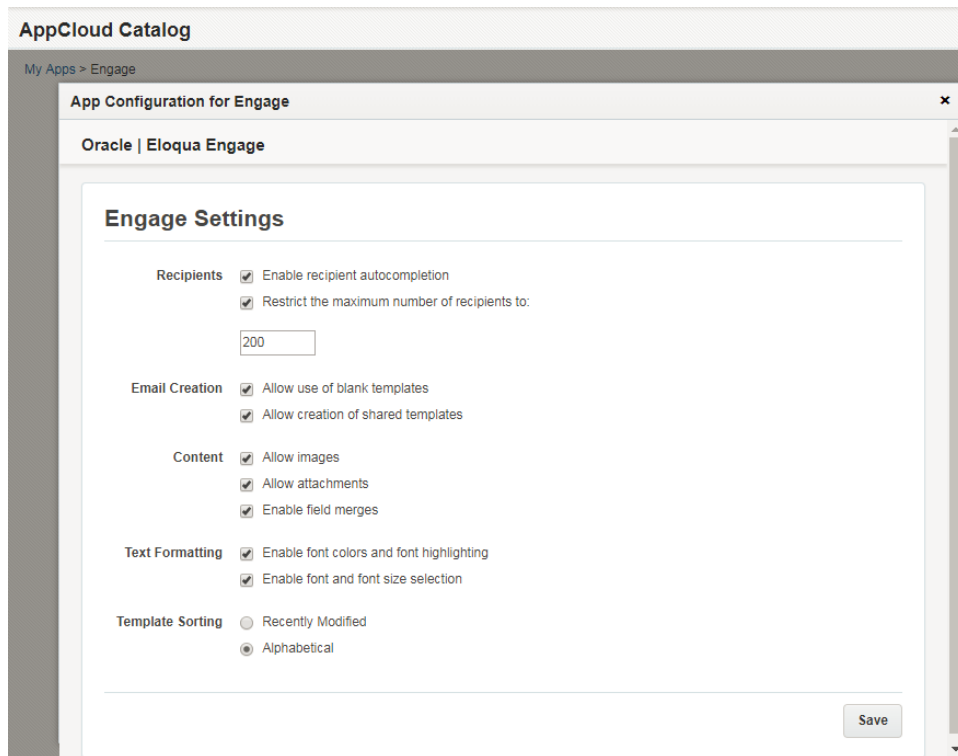 AppCloud Catalog
My Apps > Engage
App Configuration for Engage ×
Oracle | Eloqua Engage
Engage Settings
Recipients Enable recipient autocompletion
Restrict the maximum number of recipients to:
200
Email Creation Allow use of blank templates
Allow creation of shared templates
Content Allow images
Allow attachments
Enable field merges
Text Formatting Enable font colors and font highlighting
Enable font and font size selection
Template Sorting Recently Modified
Alphabetical
Save